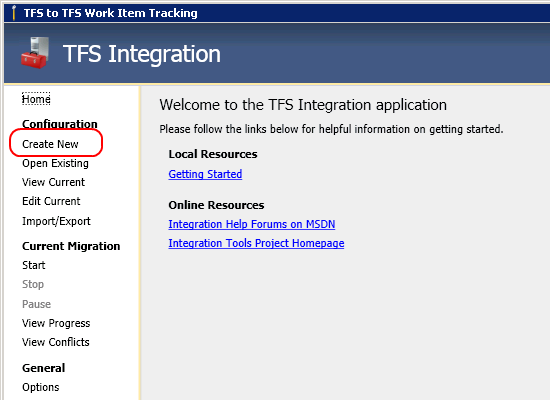 TFS to TFS Work Item Tracking
TFS Integration
Home
Configuration
Create New
Open Existing
View Current
Edit Current
Import/Export
Current Migration
Start
Stop
Pause
View Progress
View Conflicts
General
Options
Welcome to the TFS Integration application
Please follow the links below for helpful information on getting started.
Local Resources
Getting Started
Online Resources
Integration Help Forums on MSDN
Integration Tools Project Homepage